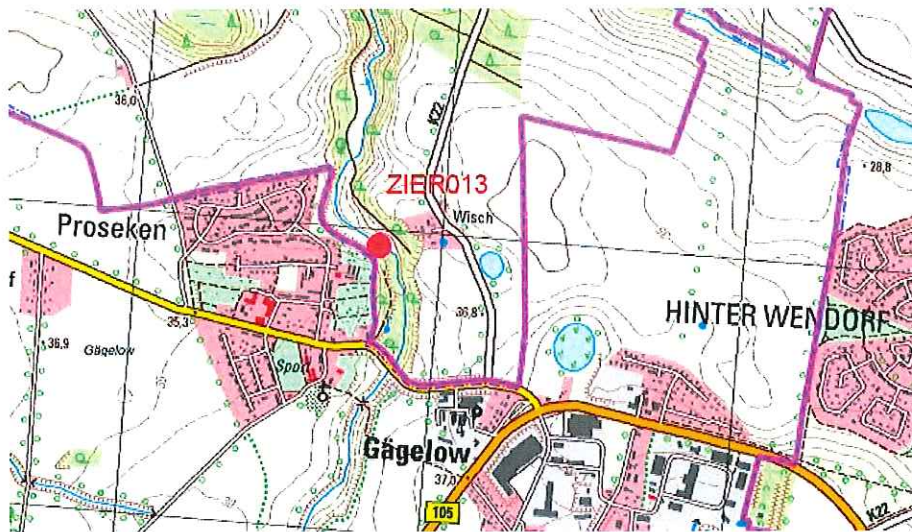 36,0
K22
ZIER013
28,8
Wisch
Proseken
f
36,8
HINTER WENDORF
35,3
36,9
Gägelow
Sport
Gägelow
37,0
105
K22